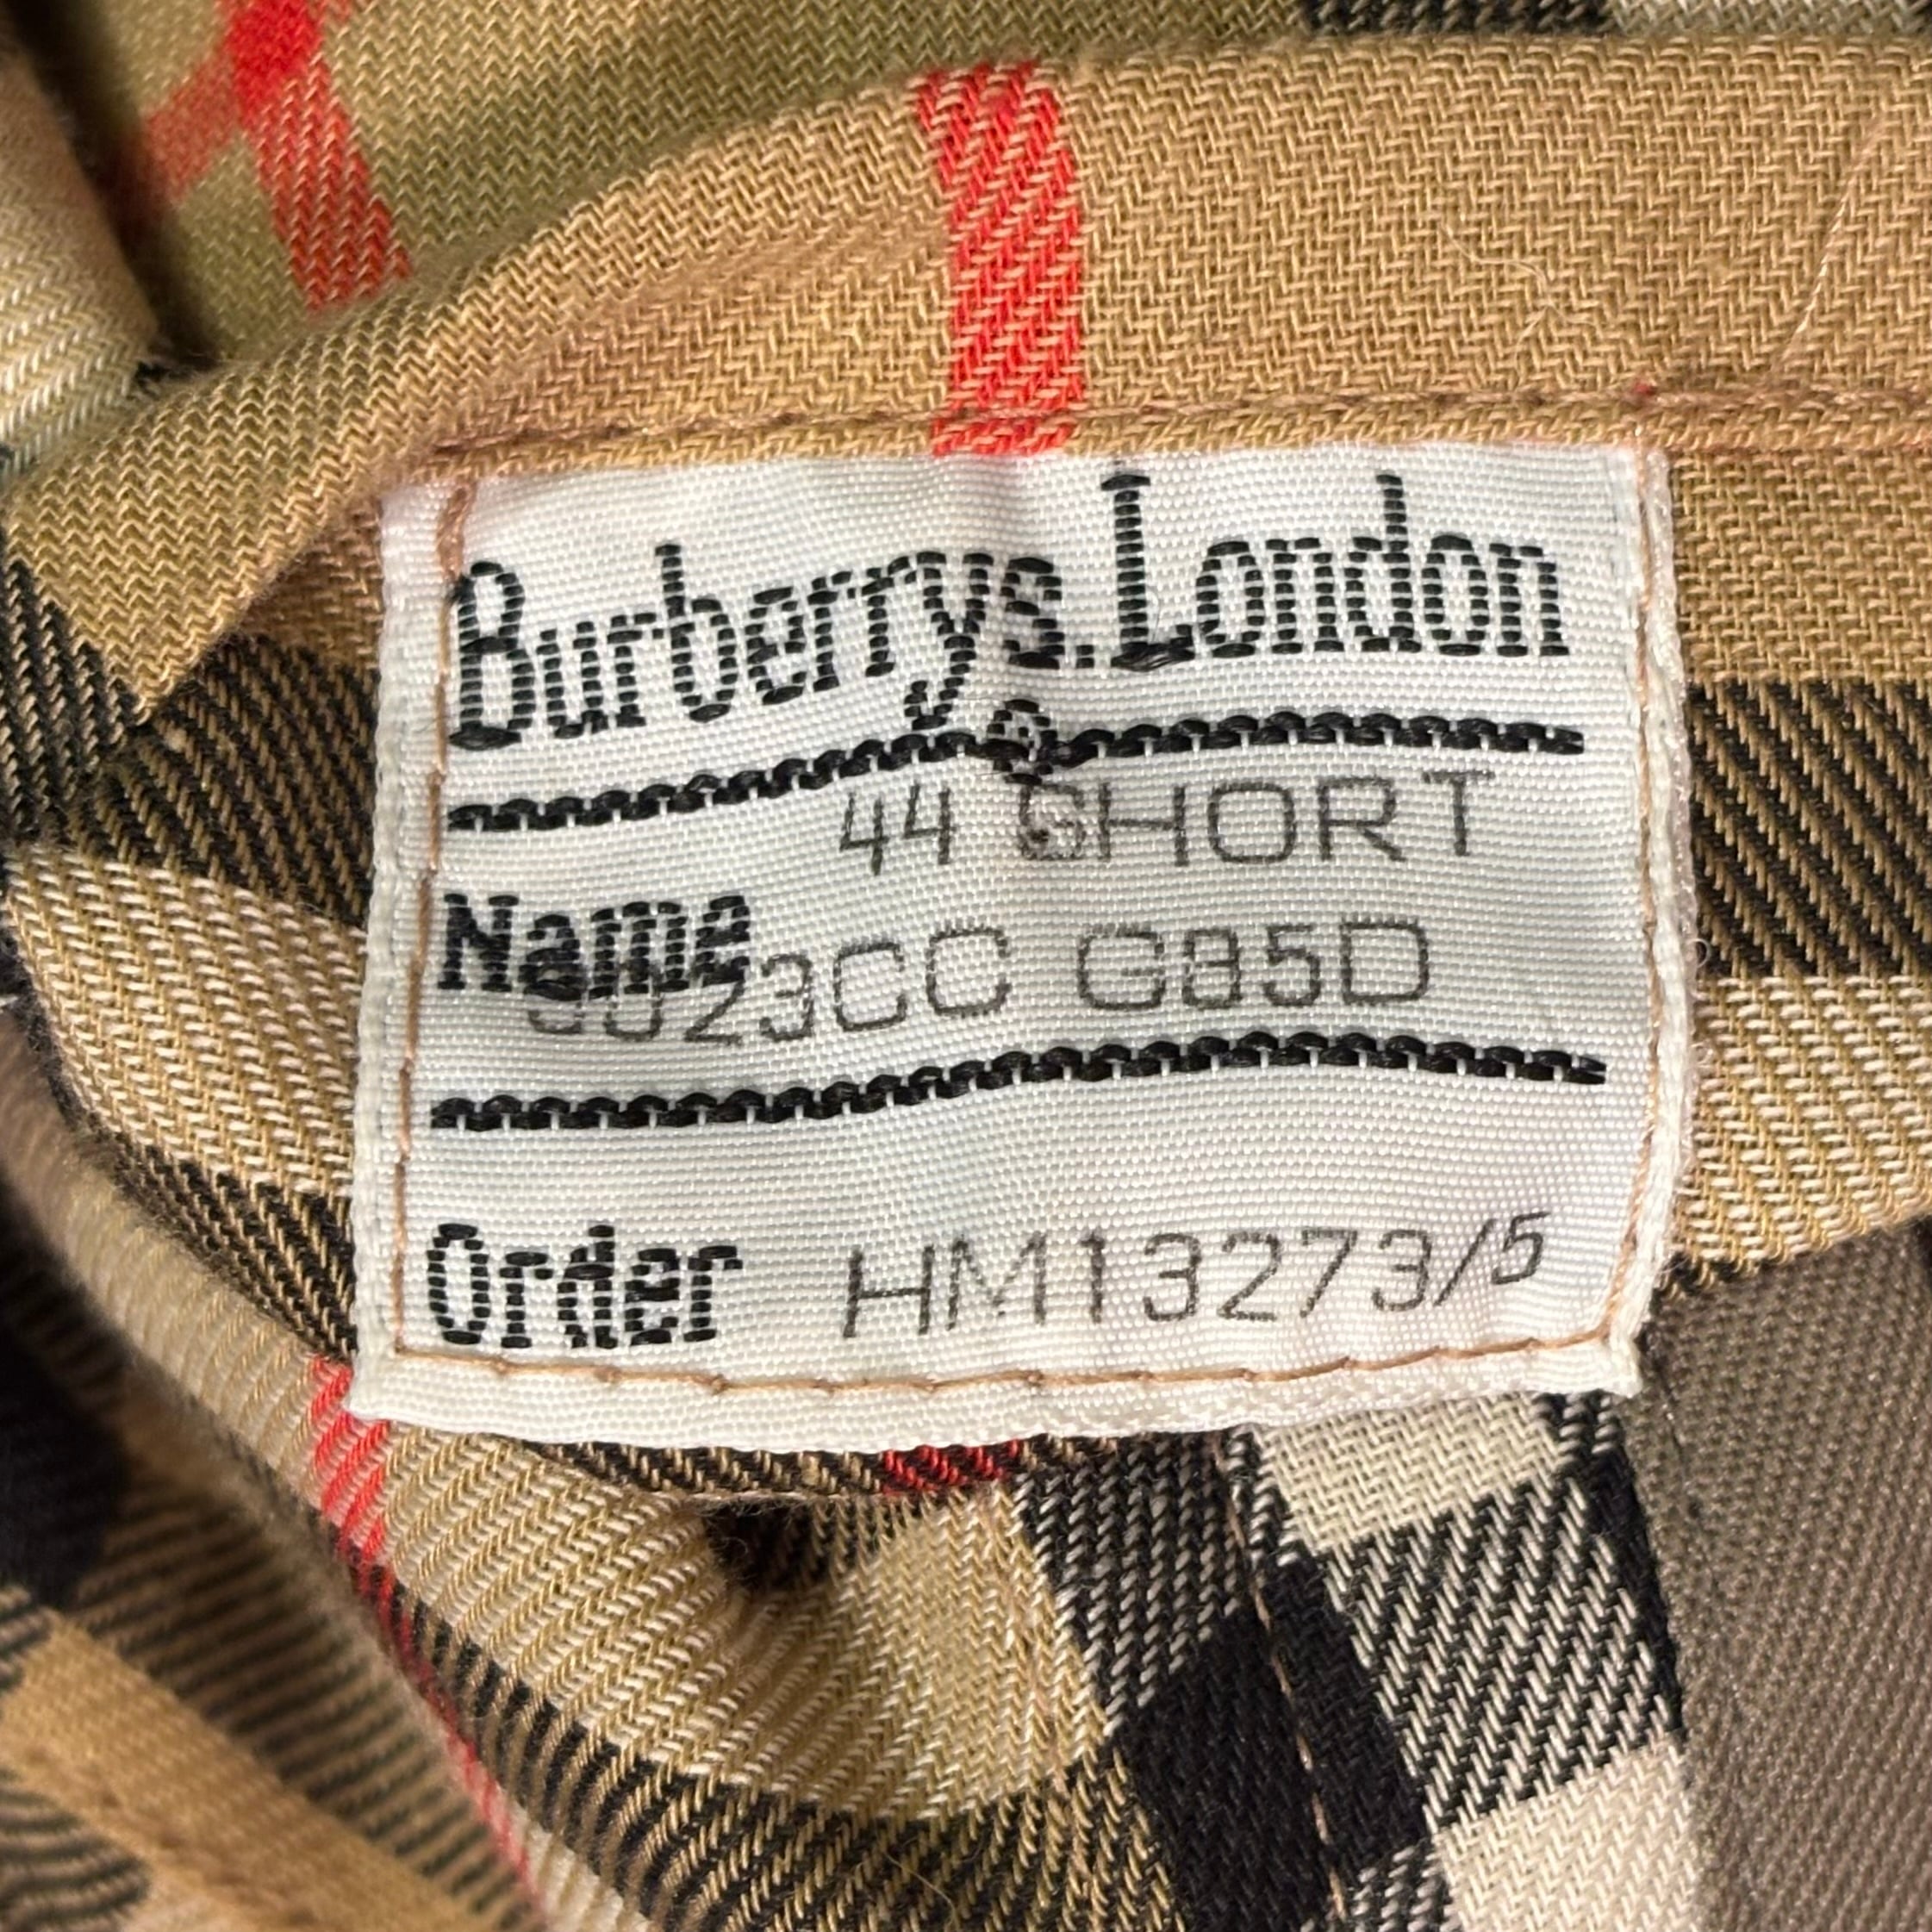 Burberrys.London
44 SHORT
Name
G85D
Order HM13273/5